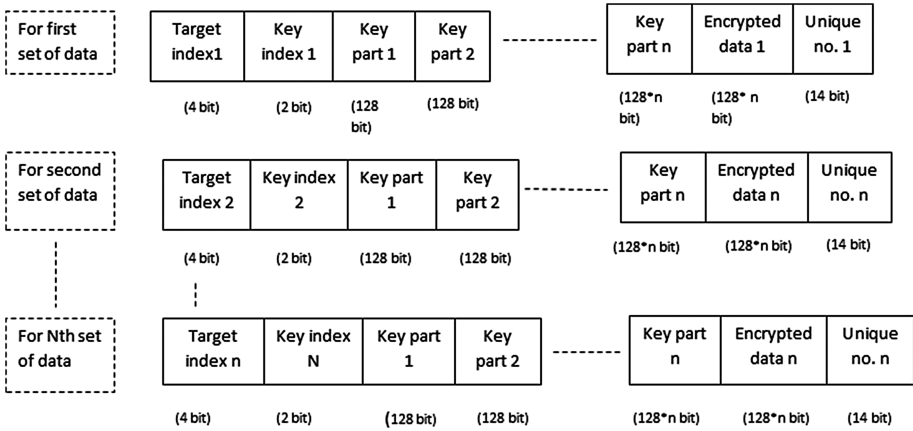 For first
set of data
Target
index1
Key
index 1
Key
part 1
Key
part 2
Key
part n
Encrypted
data 1
Unique
no. 1
(4 bit)
(2 bit)
(128
bit)
(128 bit)
(128*n
bit)
(128* n
bit)
(14 bit)
For second
set of data
Target
index 2
Key index
2
Key part
1
Key
part 2
Key
part n
Encrypted
data n
Unique
no. n
(4 bit)
(2 bit)
(128 bit)
(128 bit)
(128*n bit)
(128*n bit)
(14 bit)
For Nth set
of data
Target
index n
Key index
N
Key part
1
Key
part 2
Key part
n
Encrypted
data n
Unique
no. n
(4 bit)
(2 bit)
(128 bit)
(128 bit)
(128*n bit)
(128*n bit)
(14 bit)